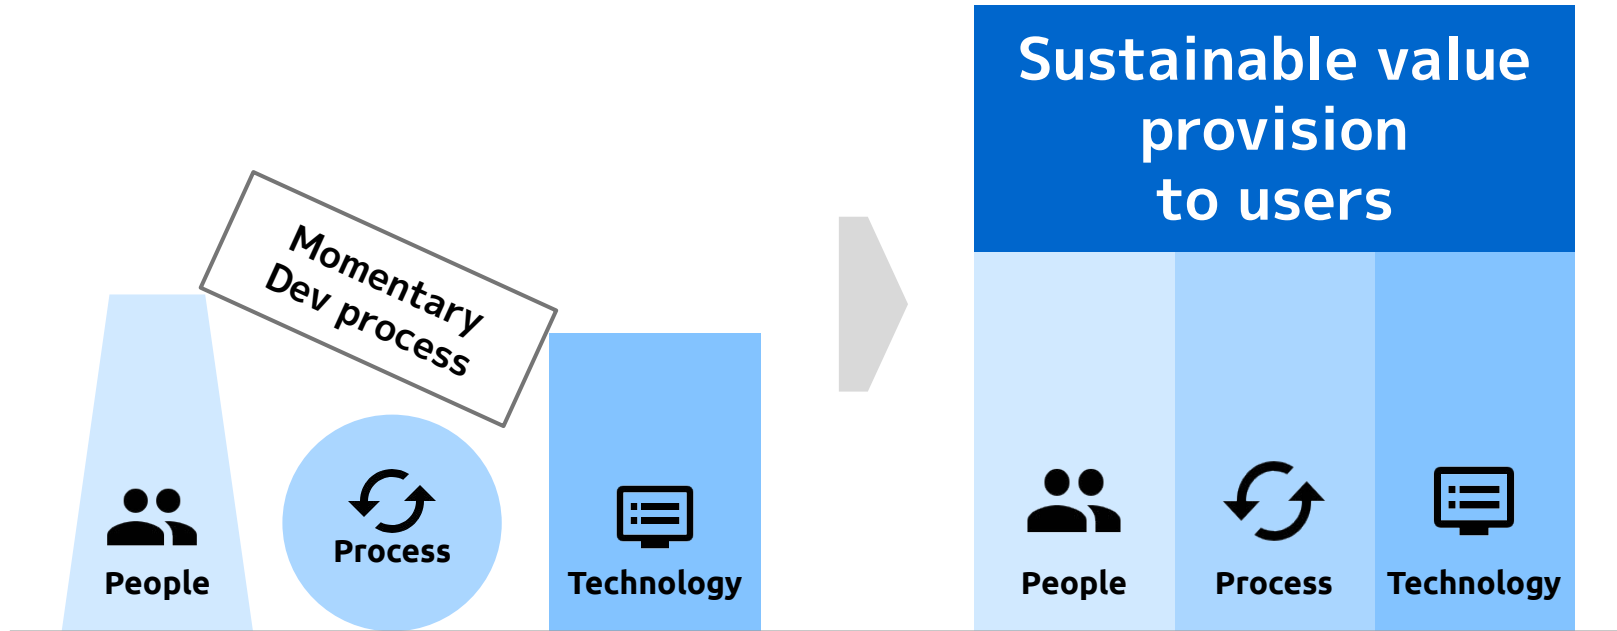 Momentary
Dev process
People
Process
Technology
Sustainable value
provision
to users
People
Process
Technology